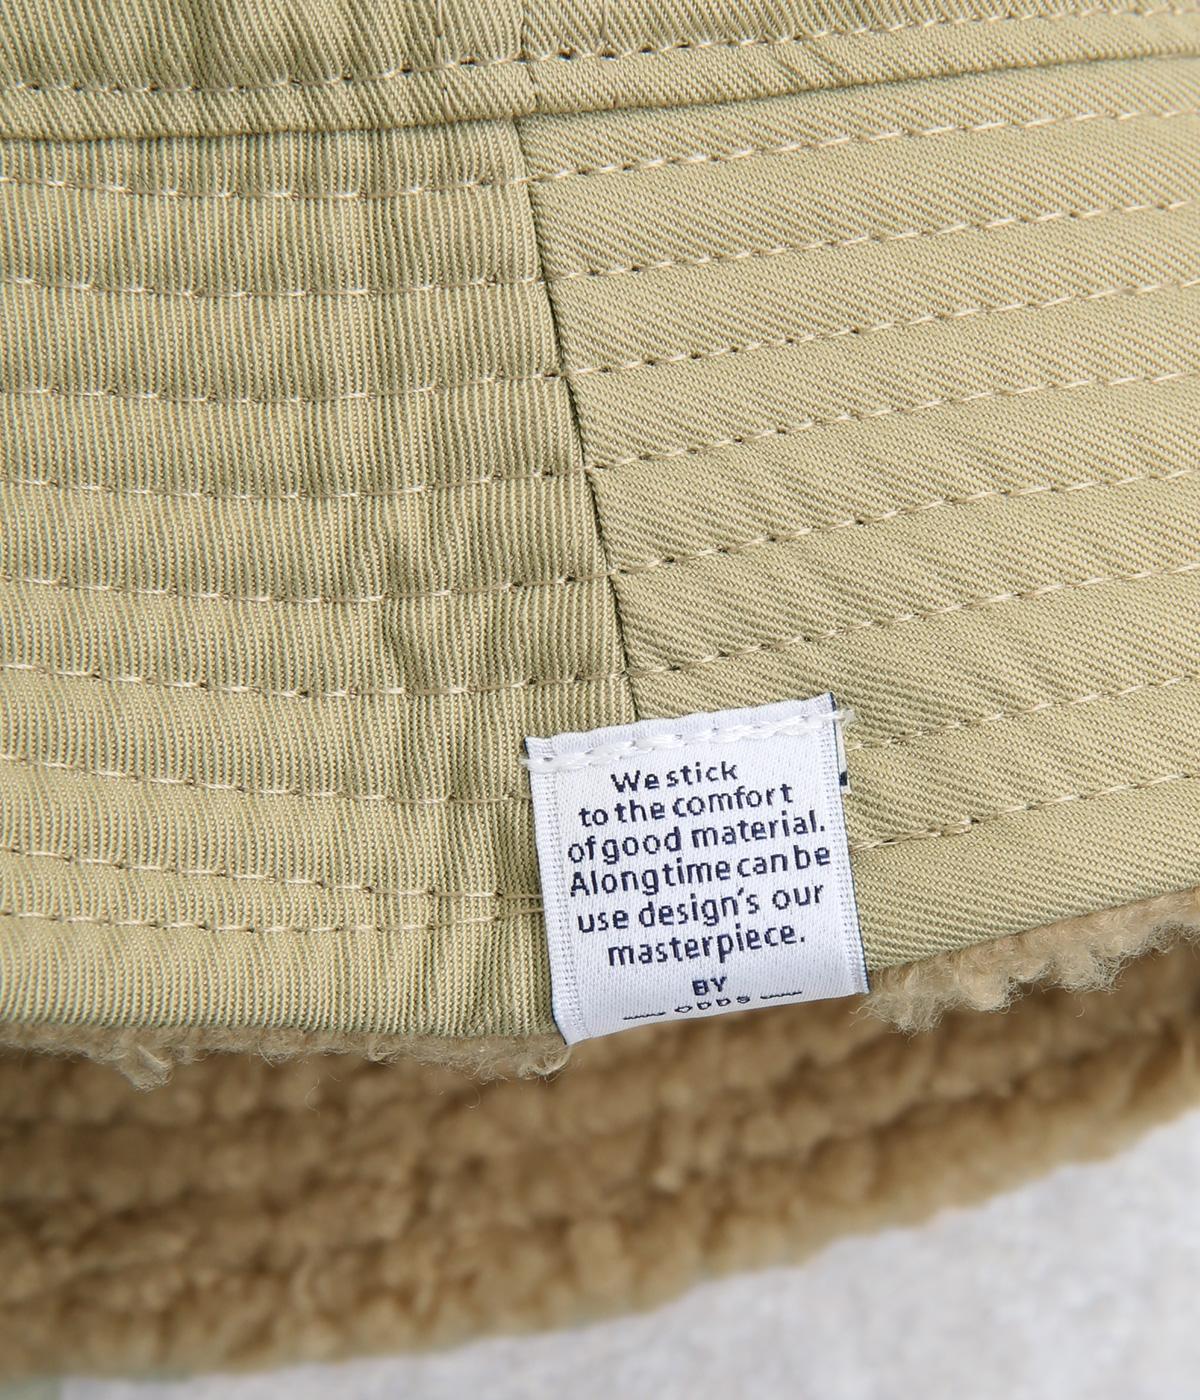 We stick
to the comfort
of good material.
Along time can be
use design's our
masterpiece.
BY
ODDS